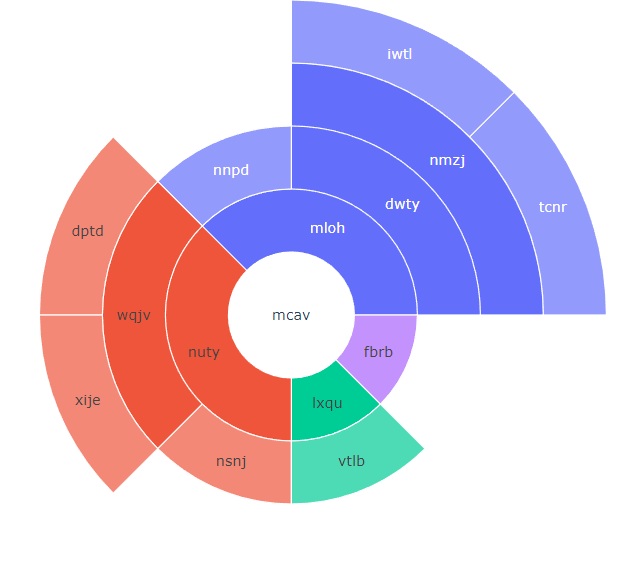 iwtl
nmzj
nnpd
dwty
tcnr
mloh
dptd
wqjv
mcav
nuty
fbrb
xije
lxqu
nsnj
vtlb